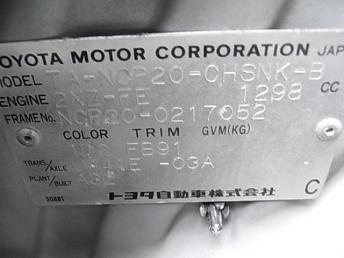 TOYOTA MOTOR CORPORATION JAP
MODEL TA-NCP20-CHSNK-B
ENGINE 2NZ-FE 1298 CC
FRAME No. NCP20-0217052
COLOR TRIM GVM(KG)
FB91
TRANS./AXLE -03A
PLANT/BUILT
トヨタ自動車株式会社
30881 C